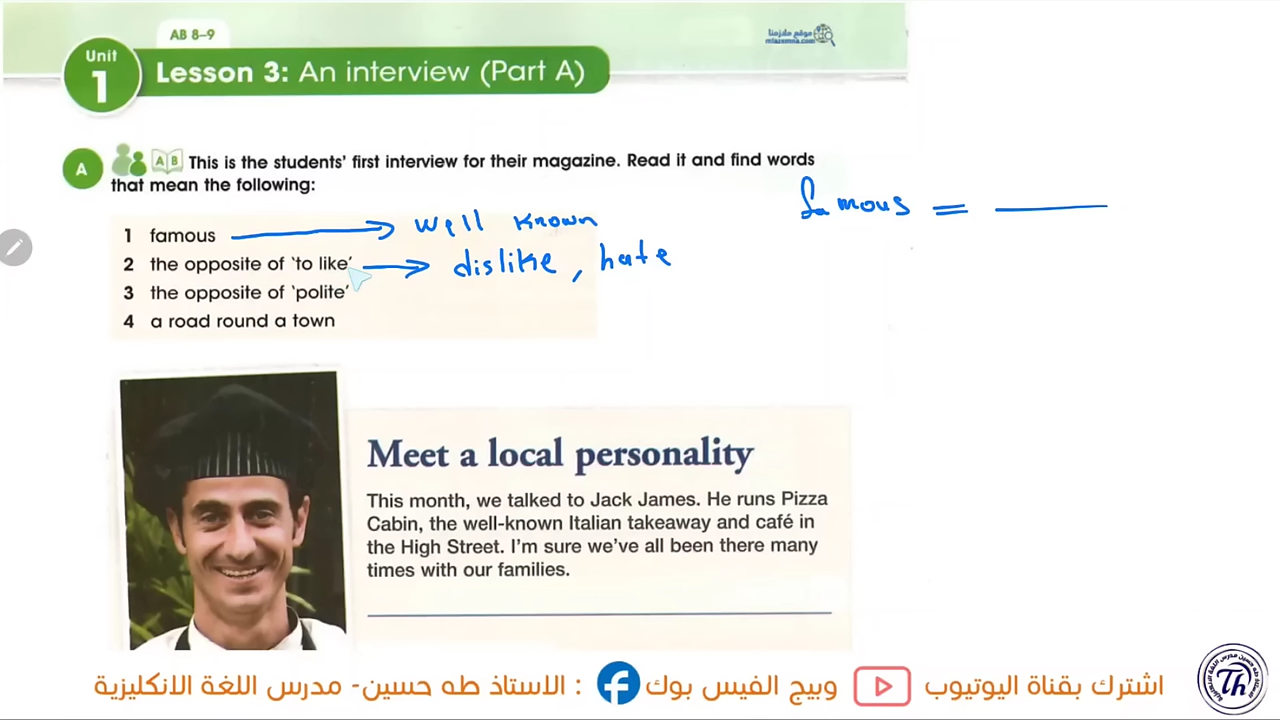 AB 8–9
موقع ملازمنا
mlazemna.com
Unit
1
Lesson 3: An interview (Part A)
A
A B
This is the students’ first interview for their magazine. Read it and find words
that mean the following:
famous = 
1 famous → well known
2 the opposite of ‘to like’ → dislike, hate
3 the opposite of ‘polite’
4 a road round a town
Meet a local personality
This month, we talked to Jack James. He runs Pizza
Cabin, the well-known Italian takeaway and café in
the High Street. I’m sure we’ve all been there many
times with our families.
اشترك بقناة اليوتيوب وبيج الفيس بوك : الاستاذ طه حسين- مدرس اللغة الانكليزية
Th